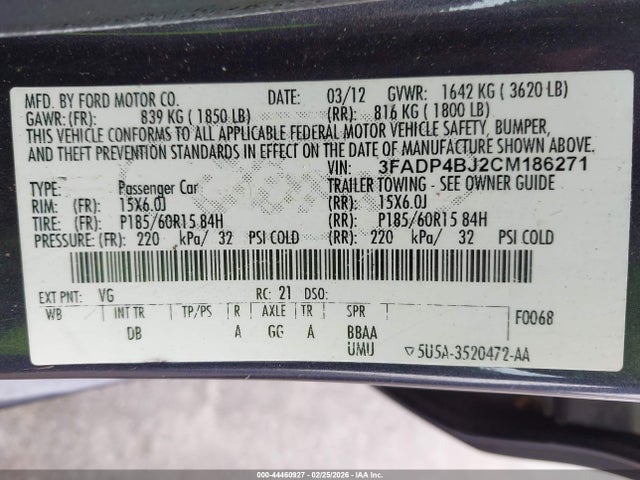 MFD. BY FORD MOTOR CO. DATE: 03/12 GVWR: 1642 KG ( 3620 LB)
GAWR: (FR): 839 KG ( 1850 LB) (RR): 816 KG ( 1800 LB)
THIS VEHICLE CONFORMS TO ALL APPLICABLE FEDERAL MOTOR VEHICLE SAFETY, BUMPER,
AND THEFT PREVENTION STANDARDS IN EFFECT ON THE DATE OF MANUFACTURE SHOWN ABOVE.
VIN: 3FADP4BJ2CM186271
TYPE: Passenger Car TRAILER TOWING - SEE OWNER GUIDE
RIM: (FR): 15X6.0J (RR): 15X6.0J
TIRE: (FR): P185/60R15 84H (RR): P185/60R15 84H
PRESSURE: (FR): 220 kPa/ 32 PSI COLD (RR): 220 kPa/ 32 PSI COLD
EXT PNT: VG RC: 21 DSO:
WB INT TR TP/PS R AXLE TR SPR F0068
DB A GG A BBAA
UMU ▽5U5A-3520472-AA
000-44460927 - 02/25/2026 - IAA Inc.